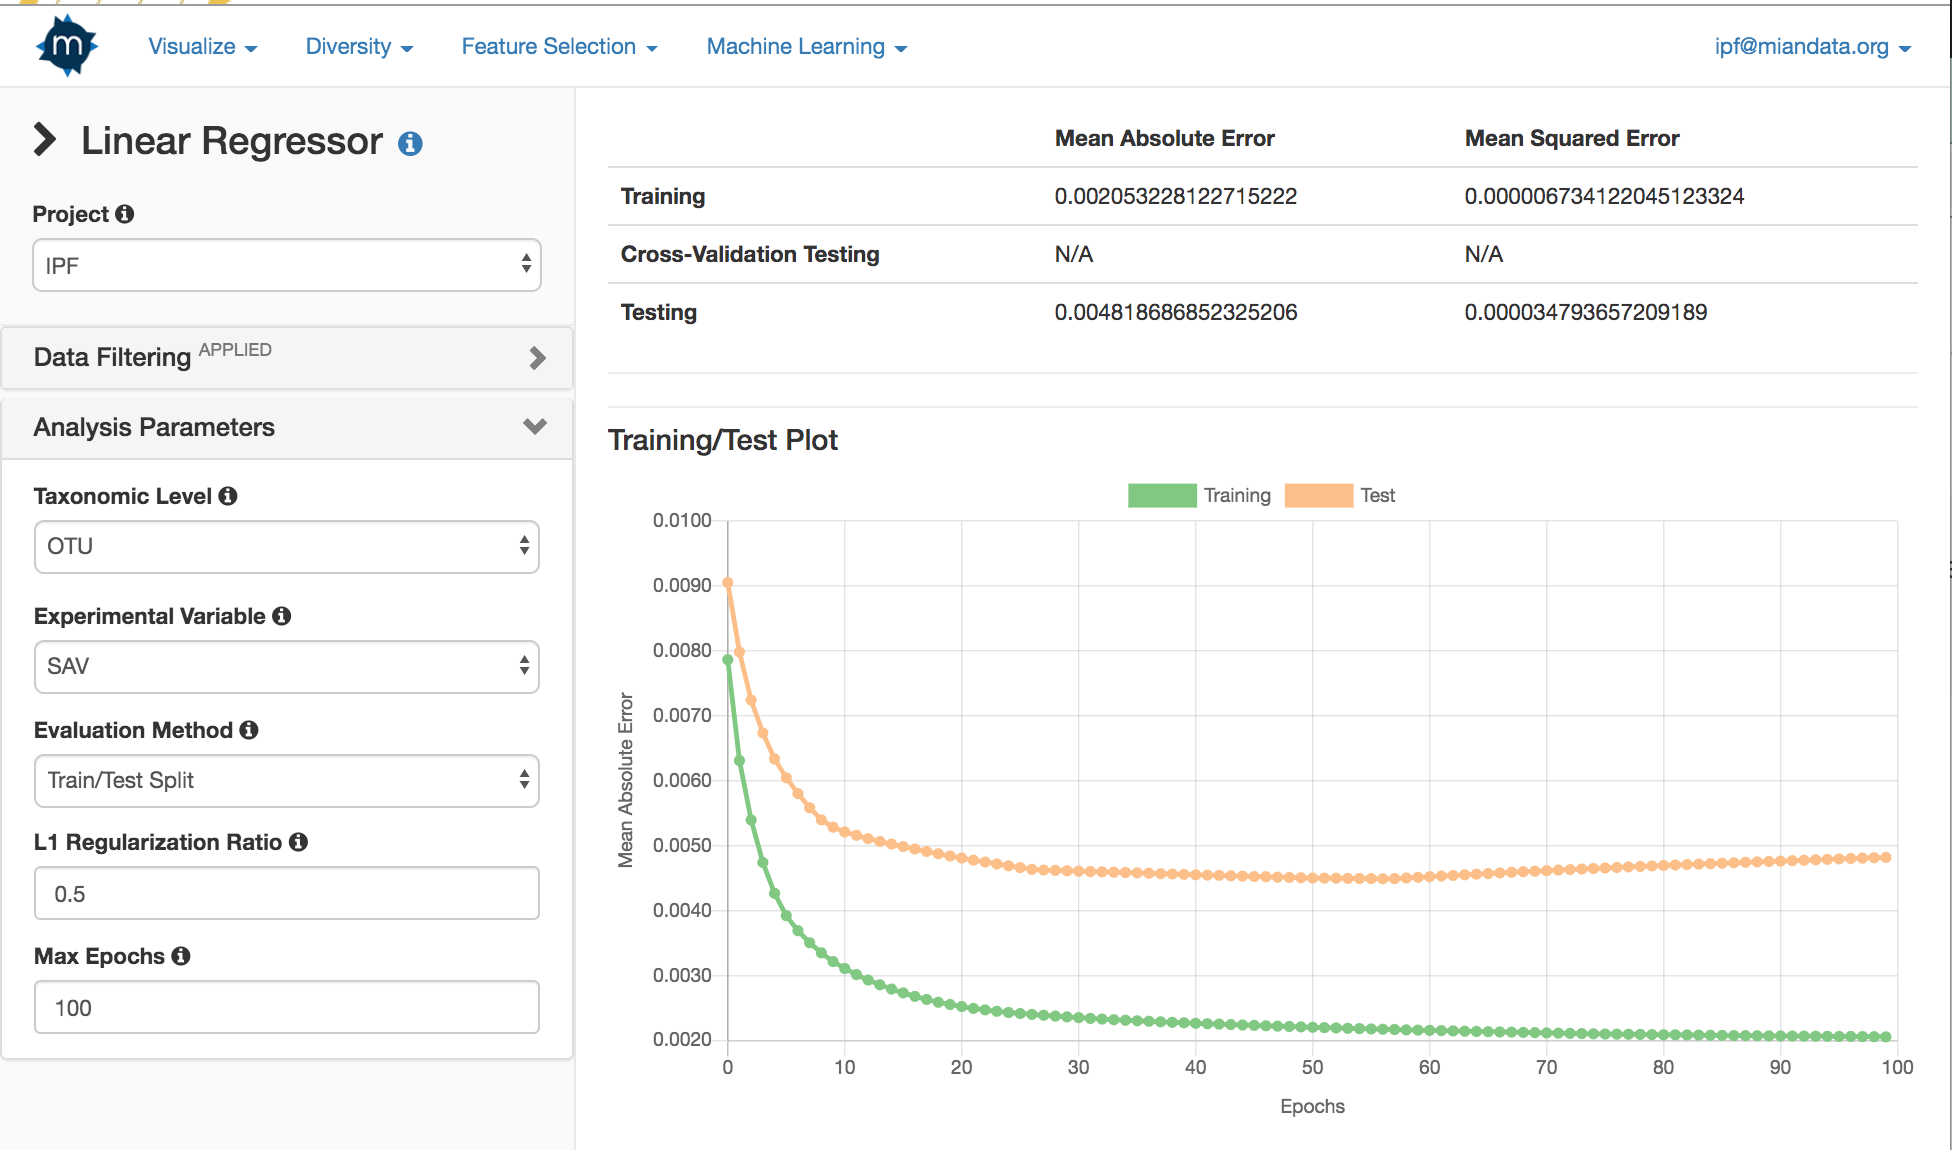 m Visualize Diversity Feature Selection Machine Learning ipf@miandata.org
Linear Regressor
Project
IPF
Data Filtering APPLIED
Analysis Parameters
Taxonomic Level
OTU
Experimental Variable
SAV
Evaluation Method
Train/Test Split
L1 Regularization Ratio
0.5
Max Epochs
100
Mean Absolute Error Mean Squared Error
Training 0.002053228122715222 0.000006734122045123324
Cross-Validation Testing N/A N/A
Testing 0.004818686852325206 0.000034793657209189
Training/Test Plot
Training Test
0.0100
0.0090
0.0080
0.0070
0.0060
0.0050
0.0040
0.0030
0.0020
Mean Absolute Error
0 10 20 30 40 50 60 70 80 90 100
Epochs